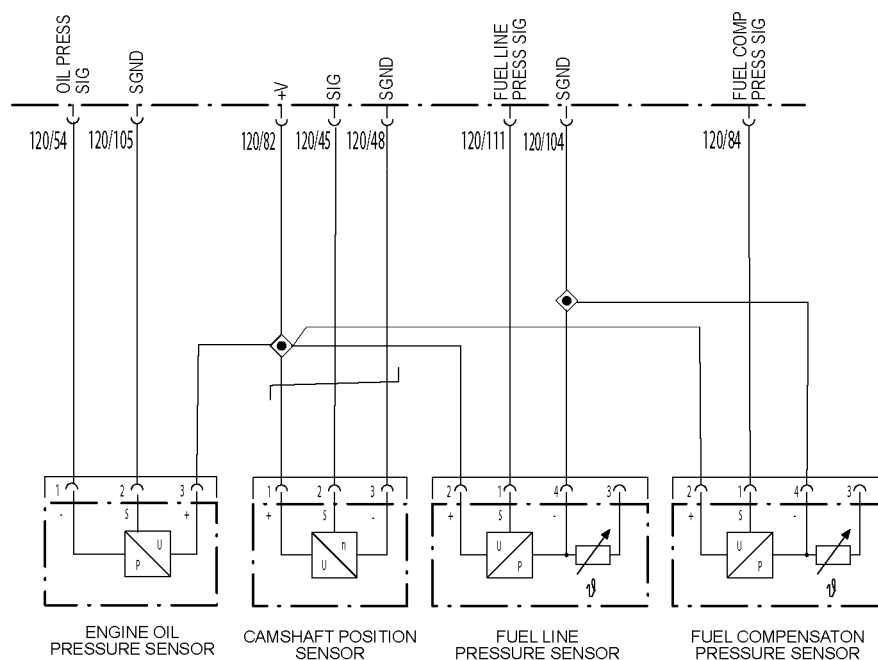 OIL PRESS
SIG
SGND
+V
SIG
SGND
FUEL LINE
PRESS SIG
SGND
FUEL COMP
PRESS SIG
120/54
120/105
120/82
120/45
120/48
120/111
120/104
120/84
1 2 3
1 2 3
2 1 4 3
2 1 4 3
- S +
+ S -
+ S -
+ S -
U
P
n
U
U
P
ϑ
U
P
ϑ
ENGINE OIL
PRESSURE SENSOR
CAMSHAFT POSITION
SENSOR
FUEL LINE
PRESSURE SENSOR
FUEL COMPENSATON
PRESSURE SENSOR